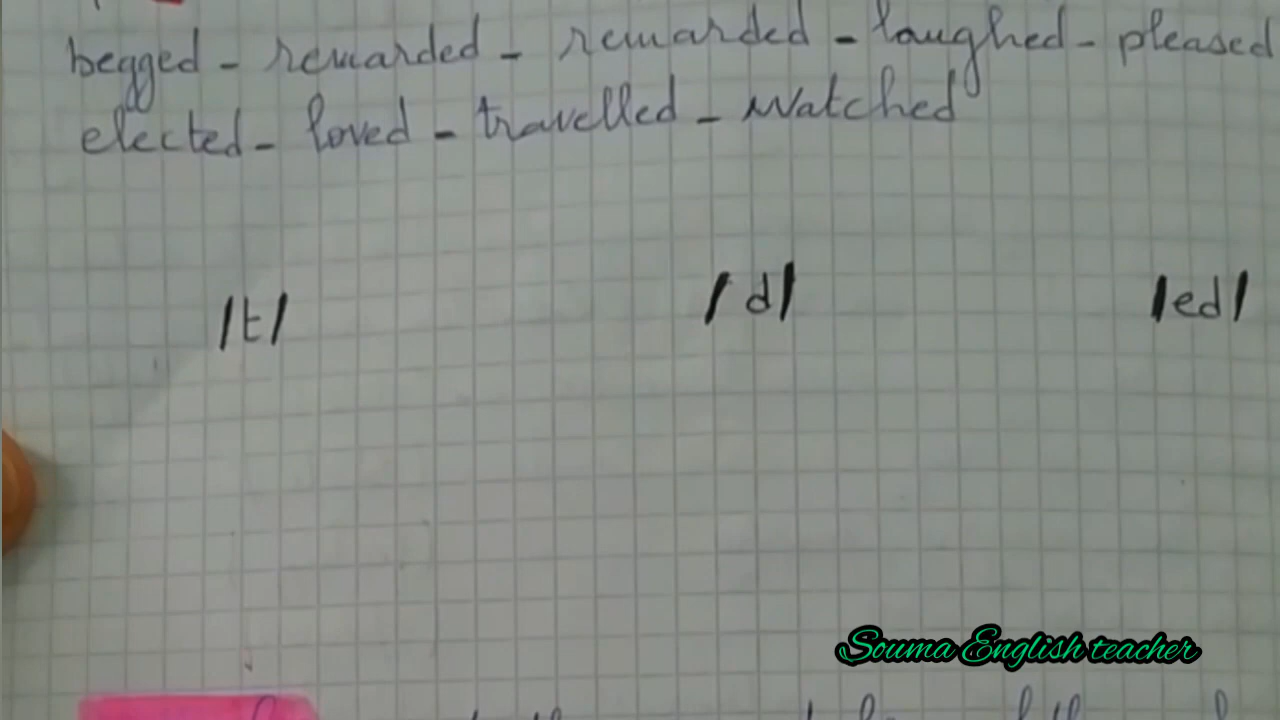 begged - rewarded - rewarded - laughed - pleased
elected - loved - travelled - watched
/t/ /d/ /ed/
Souma English teacher